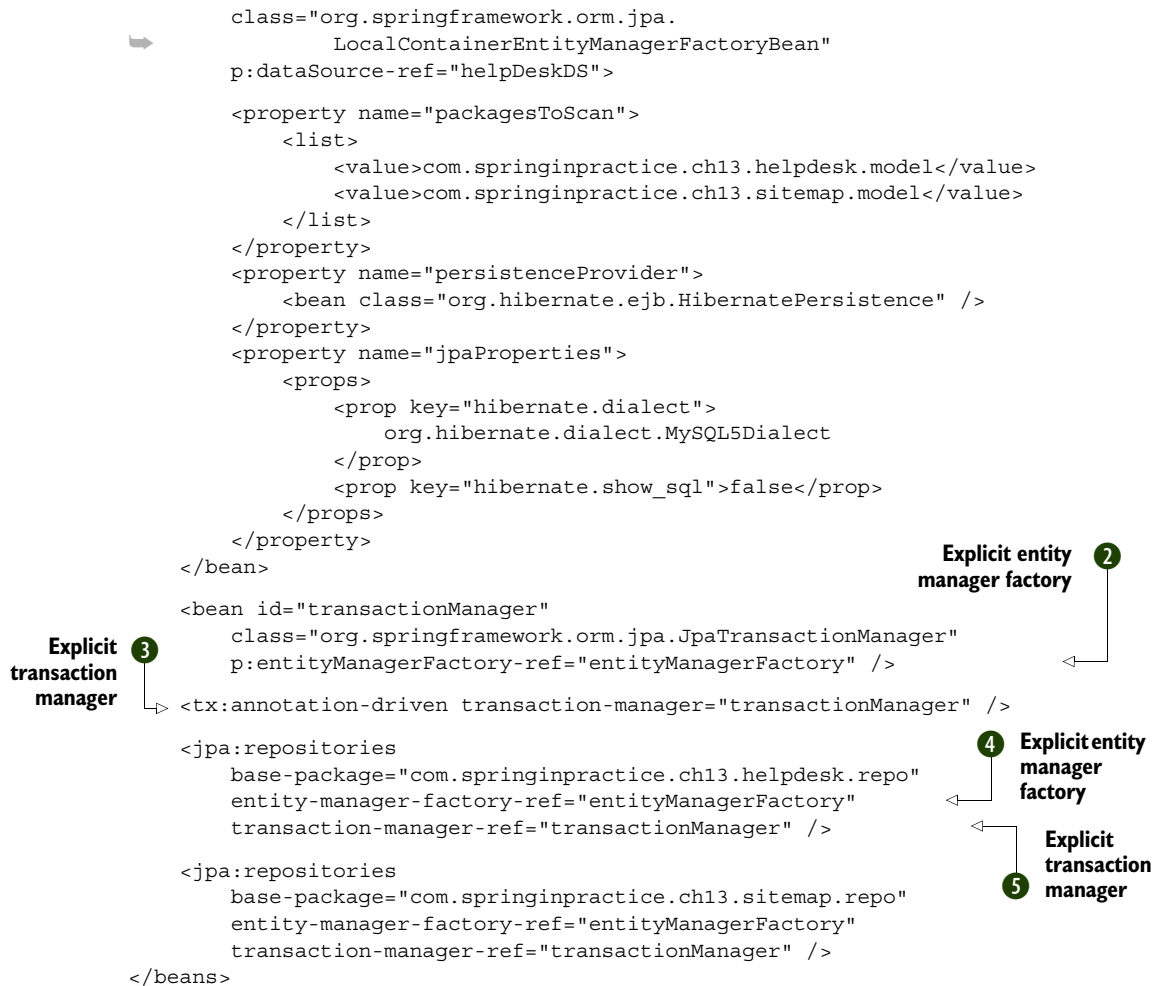 class="org.springframework.orm.jpa.
LocalContainerEntityManagerFactoryBean"
p:dataSource-ref="helpDeskDS">
<property name="packagesToScan">
<list>
<value>com.springinpractice.ch13.helpdesk.model</value>
<value>com.springinpractice.ch13.sitemap.model</value>
</list>
</property>
<property name="persistenceProvider">
<bean class="org.hibernate.ejb.HibernatePersistence" />
</property>
<property name="jpaProperties">
<props>
<prop key="hibernate.dialect">
org.hibernate.dialect.MySQL5Dialect
</prop>
<prop key="hibernate.show_sql">false</prop>
</props>
</property>
</bean>
Explicit entity
manager factory
2
<bean id="transactionManager"
class="org.springframework.orm.jpa.JpaTransactionManager"
p:entityManagerFactory-ref="entityManagerFactory" />
Explicit
transaction
manager
3
<tx:annotation-driven transaction-manager="transactionManager" />
<jpa:repositories
base-package="com.springinpractice.ch13.helpdesk.repo"
entity-manager-factory-ref="entityManagerFactory"
transaction-manager-ref="transactionManager" />
4
Explicit entity
manager
factory
Explicit
transaction
manager
5
<jpa:repositories
base-package="com.springinpractice.ch13.sitemap.repo"
entity-manager-factory-ref="entityManagerFactory"
transaction-manager-ref="transactionManager" />
</beans>